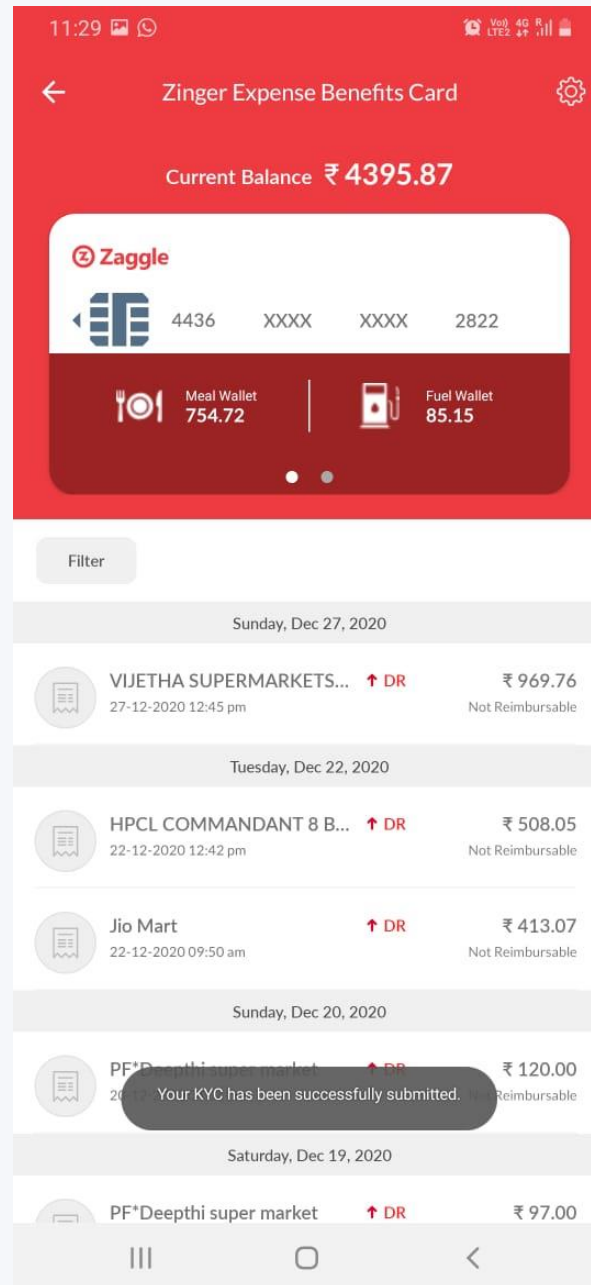 11:29
Vo) LTE2 4G R
Zinger Expense Benefits Card
Current Balance ₹ 4395.87
Zaggle
4436 XXXX XXXX 2822
Meal Wallet
754.72
Fuel Wallet
85.15
Filter
Sunday, Dec 27, 2020
VIJETHA SUPERMARKETS... DR ₹ 969.76
27-12-2020 12:45 pm Not Reimbursable
Tuesday, Dec 22, 2020
HPCL COMMANDANT 8 B... DR ₹ 508.05
22-12-2020 12:42 pm Not Reimbursable
Jio Mart DR ₹ 413.07
22-12-2020 09:50 am Not Reimbursable
Sunday, Dec 20, 2020
PF*Deepthi super market DR ₹ 120.00
Reimbursable
Your KYC has been successfully submitted.
Saturday, Dec 19, 2020
PF*Deepthi super market DR ₹ 97.00